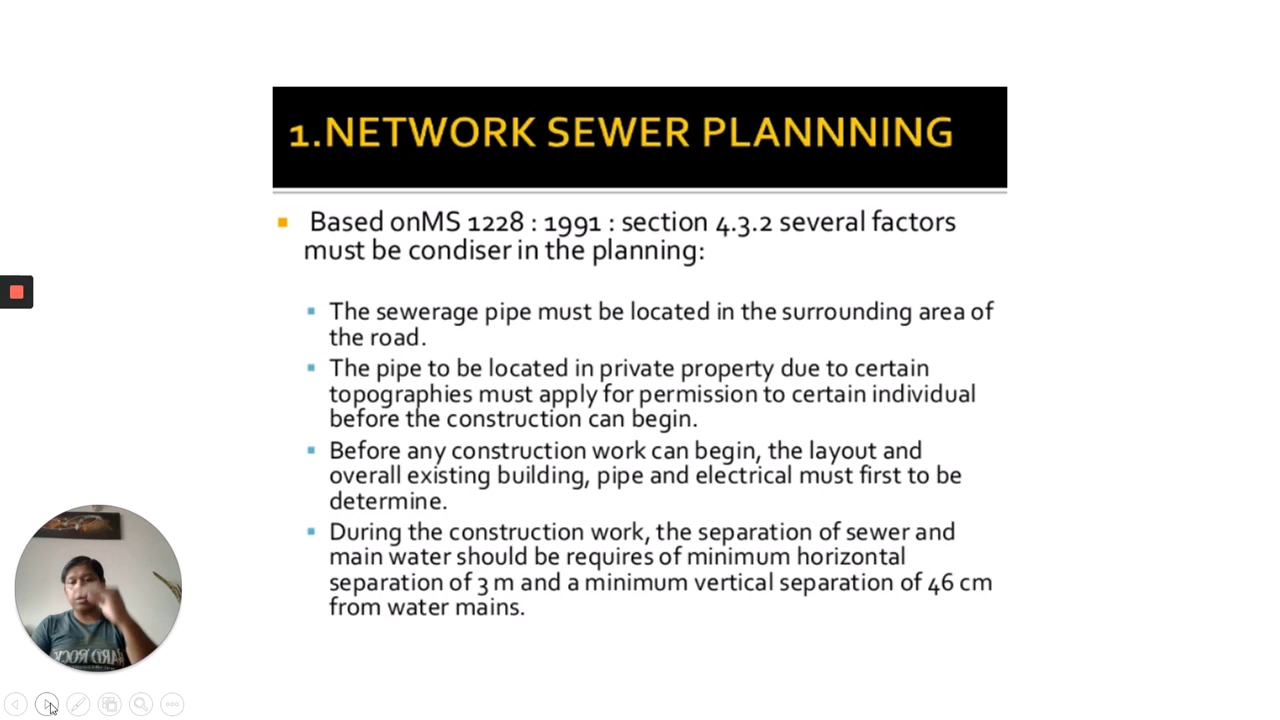 1.NETWORK SEWER PLANNNING
Based onMS 1228 : 1991 : section 4.3.2 several factors
must be condiser in the planning:
The sewerage pipe must be located in the surrounding area of
the road.
The pipe to be located in private property due to certain
topographies must apply for permission to certain individual
before the construction can begin.
Before any construction work can begin, the layout and
overall existing building, pipe and electrical must first to be
determine.
During the construction work, the separation of sewer and
main water should be requires of minimum horizontal
separation of 3 m and a minimum vertical separation of 46 cm
from water mains.